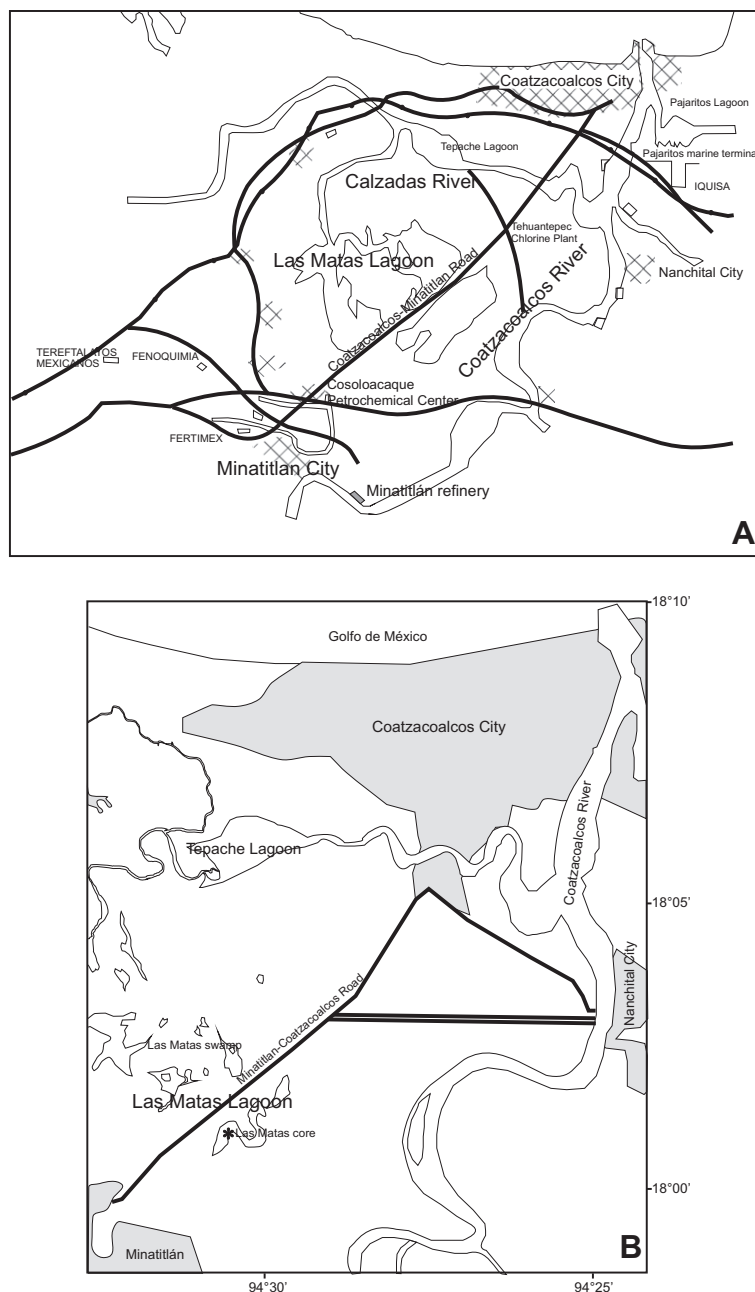 Coatzacoalcos City
Pajaritos Lagoon
Tepache Lagoon
Pajaritos marine termina
Calzadas River
IQUISA
Tehuantepec
Chlorine Plant
Las Matas Lagoon
Nanchital City
Coatzacoalcos-Minatitlan Road
Coatzacoalcos River
TEREFTALATOS
MEXICANOS
FENOQUIMIA
Cosoloacaque
Petrochemical Center
FERTIMEX
Minatitlan City
Minatitlán refinery
A
18°10'
Golfo de México
Coatzacoalcos City
Coatzacoalcos River
Tepache Lagoon
18°05'
Nanchital City
Minatitlan-Coatzacoalcos Road
Las Matas swamp
Las Matas Lagoon
Las Matas core
18°00'
Minatitlán
B
94°30'
94°25'